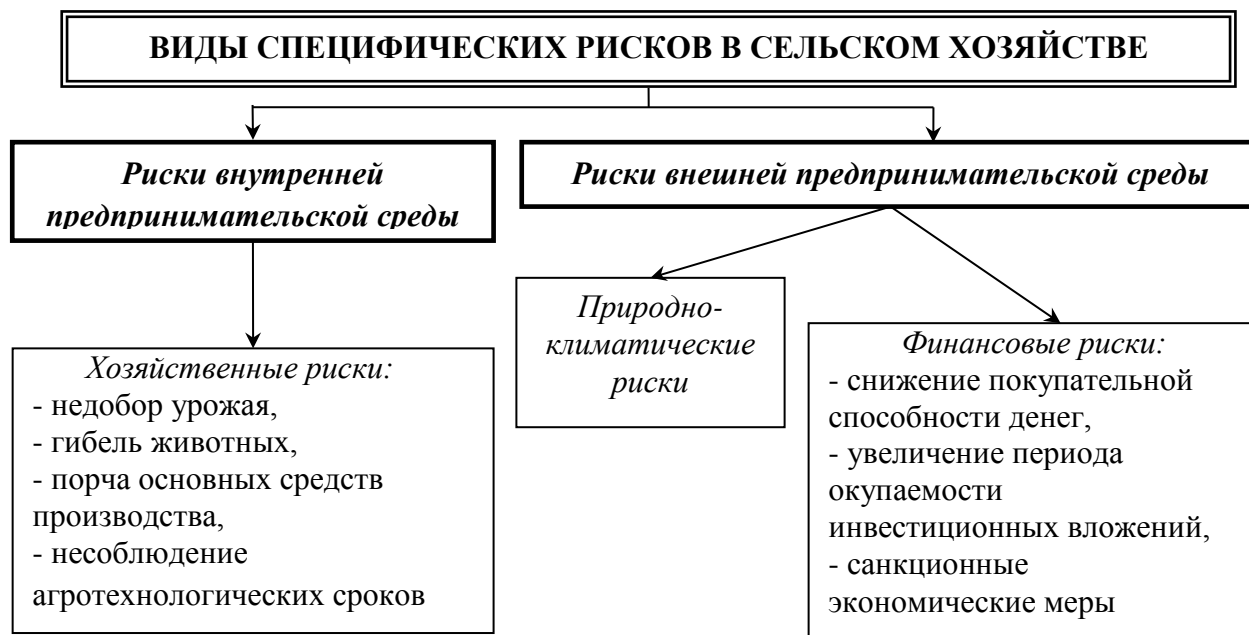 ВИДЫ СПЕЦИФИЧЕСКИХ РИСКОВ В СЕЛЬСКОМ ХОЗЯЙСТВЕ
Риски внутренней
предпринимательской среды
Риски внешней предпринимательской среды
Хозяйственные риски:
- недобор урожая,
- гибель животных,
- порча основных средств
производства,
- несоблюдение
агротехнологических сроков
Природно-
климатические
риски
Финансовые риски:
- снижение покупательной
способности денег,
- увеличение периода
окупаемости
инвестиционных вложений,
- санкционные
экономические меры